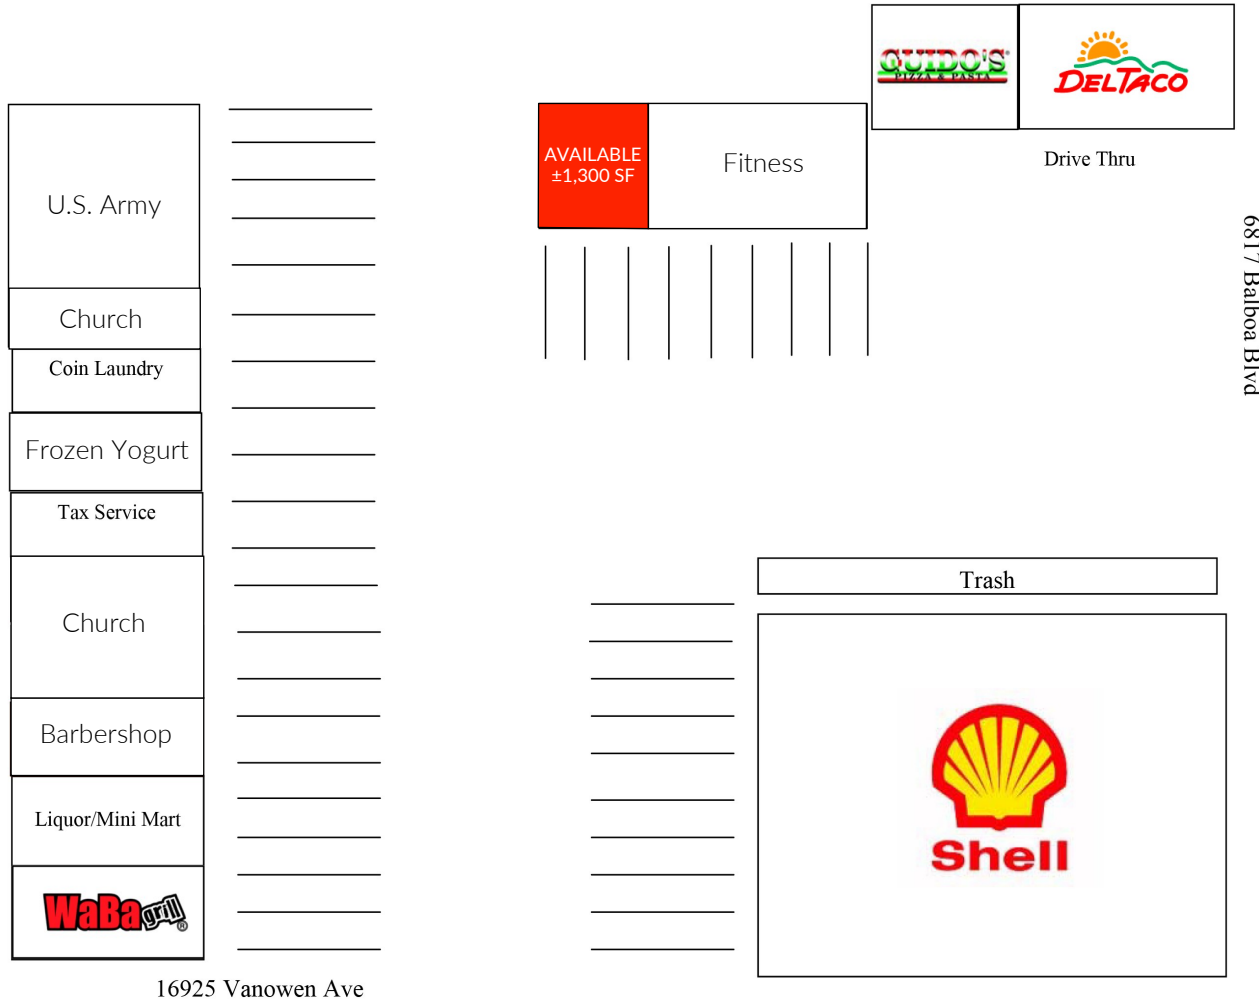 GUIDO'S
PIZZA & PASTA
DEL TACO
AVAILABLE
±1,300 SF
Fitness
Drive Thru
6817 Balboa Blvd
U.S. Army
Church
Coin Laundry
Frozen Yogurt
Tax Service
Church
Barbershop
Liquor/Mini Mart
WaBa grill®
Trash
Shell
16925 Vanowen Ave